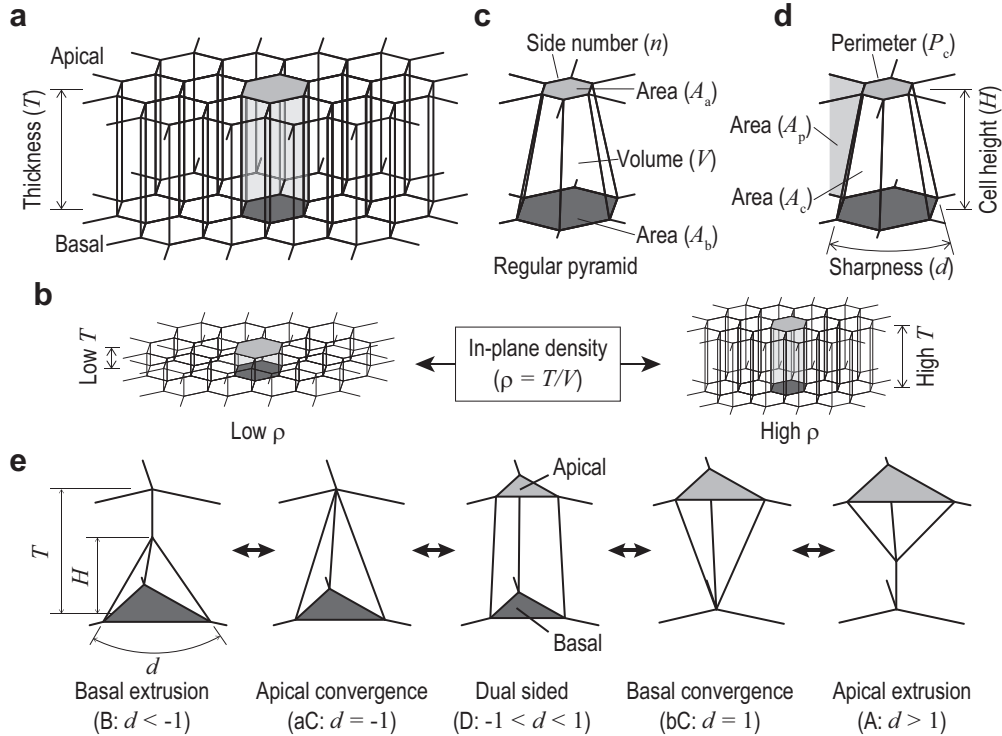 a
Apical
Thickness (T)
Basal
c
Side number (n)
Area (Aa)
Volume (V)
Area (Ab)
Regular pyramid
d
Perimeter (Pc)
Area (Ap)
Area (Ac)
Cell height (H)
Sharpness (d)
b
Low T
Low ρ
In-plane density
(ρ = T/V)
High T
High ρ
e
T
H
d
Apical
Basal
Basal extrusion
(B: d < -1)
Apical convergence
(aC: d = -1)
Dual sided
(D: -1 < d < 1)
Basal convergence
(bC: d = 1)
Apical extrusion
(A: d > 1)